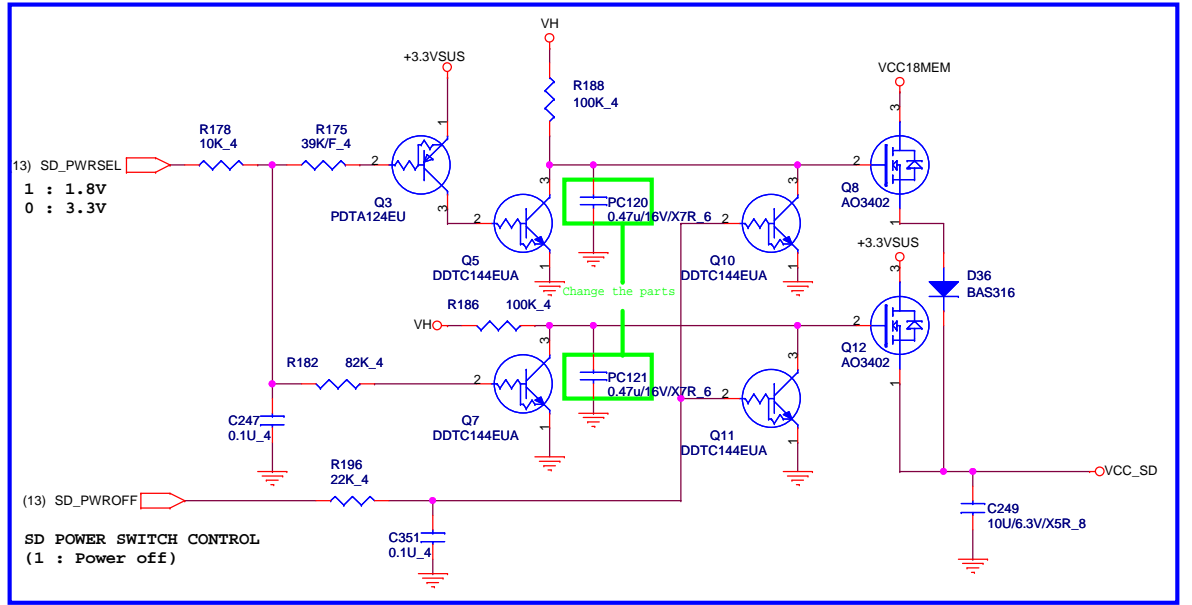 VH
+3.3VSUS
R188
100K_4
VCC18MEM
3
R178
10K_4
R175
39K/F_4
1
13) SD_PWRSEL
2
2
1 : 1.8V
0 : 3.3V
Q3
PDTA124EU
3
3
3
Q8
AO3402
PC120
0.47u/16V/X7R_6
2
2
1
+3.3VSUS
1
1
Q5
DDTC144EUA
Q10
DDTC144EUA
3
D36
BAS316
Change the parts
R186
100K_4
VH
2
3
3
Q12
AO3402
R182
82K_4
2
PC121
0.47u/16V/X7R_6
2
1
C247
0.1U_4
Q7
DDTC144EUA
1
Q11
DDTC144EUA
1
R196
22K_4
VCC_SD
(13) SD_PWROFF
C249
10U/6.3V/X5R_8
SD POWER SWITCH CONTROL
(1 : Power off)
C351
0.1U_4